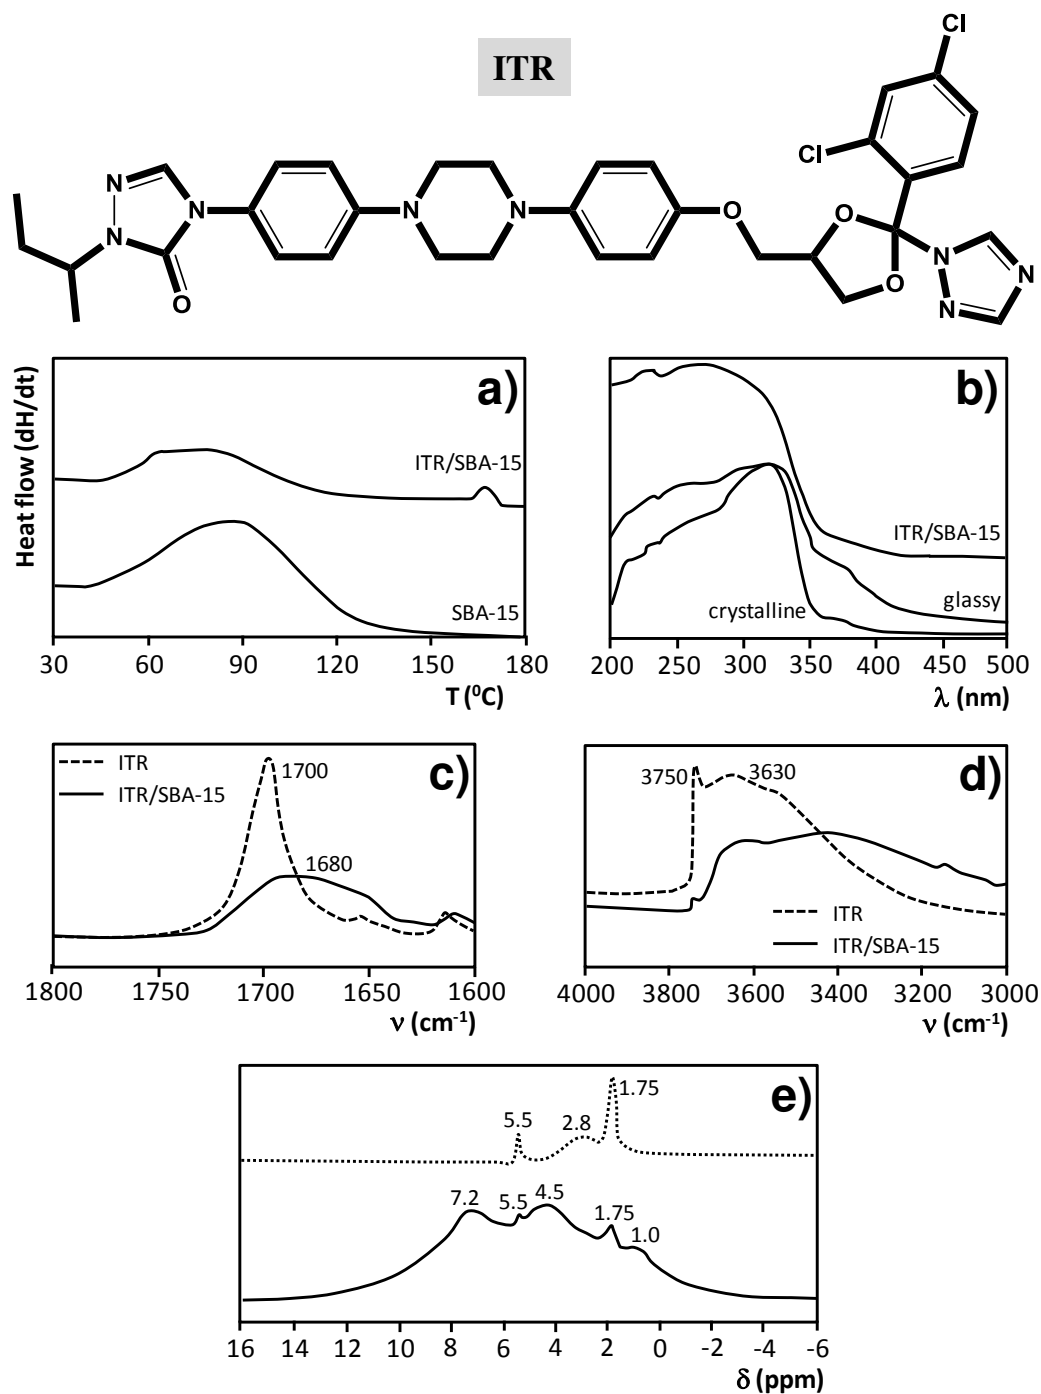 ITR
Cl
Cl
N
N
N
O
N
N
O
O
O
N
N
N
a)
Heat flow (dH/dt)
ITR/SBA-15
SBA-15
30 60 90 120 150 180
T (⁰C)
b)
ITR/SBA-15
glassy
crystalline
200 250 300 350 400 450 500
λ (nm)
c)
ITR
ITR/SBA-15
1700
1680
1800 1750 1700 1650 1600
ν (cm⁻¹)
d)
3750 3630
ITR
ITR/SBA-15
4000 3800 3600 3400 3200 3000
ν (cm⁻¹)
e)
5.5 2.8 1.75
7.2 5.5 4.5 1.75 1.0
16 14 12 10 8 6 4 2 0 -2 -4 -6
δ (ppm)